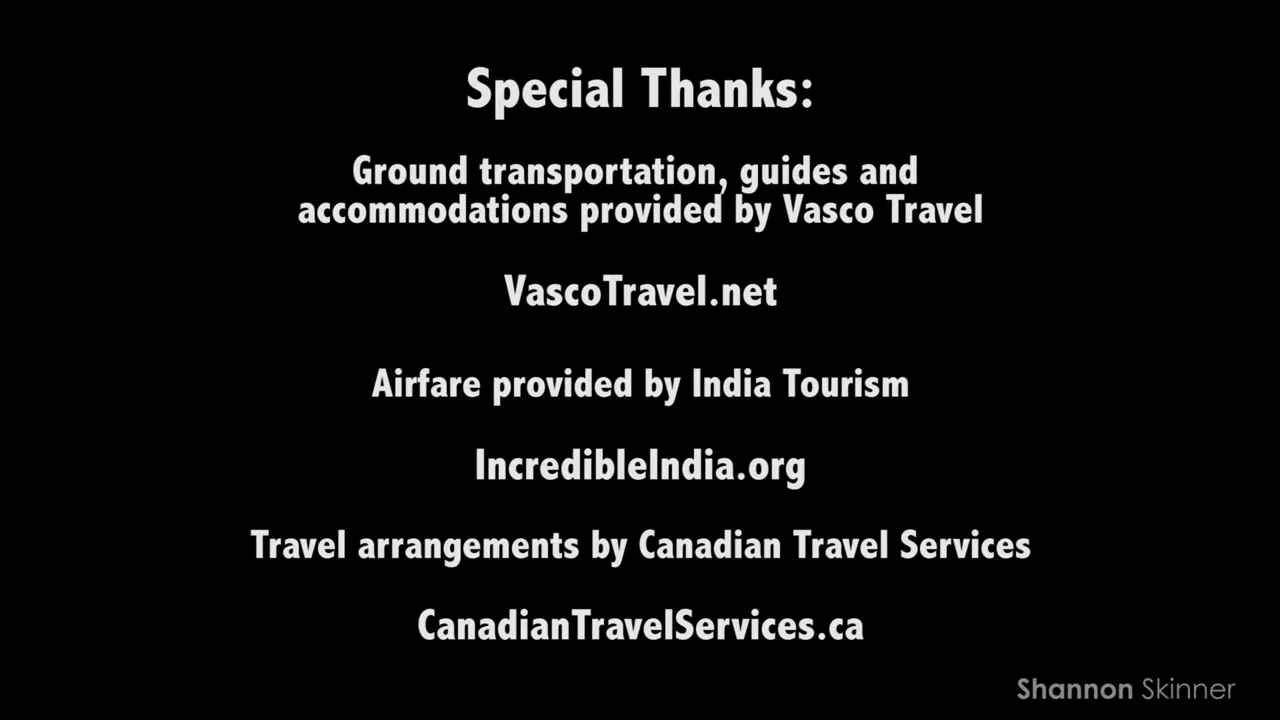 Special Thanks:
Ground transportation, guides and
accommodations provided by Vasco Travel
VascoTravel.net
Airfare provided by India Tourism
IncredibleIndia.org
Travel arrangements by Canadian Travel Services
CanadianTravelServices.ca
Shannon Skinner